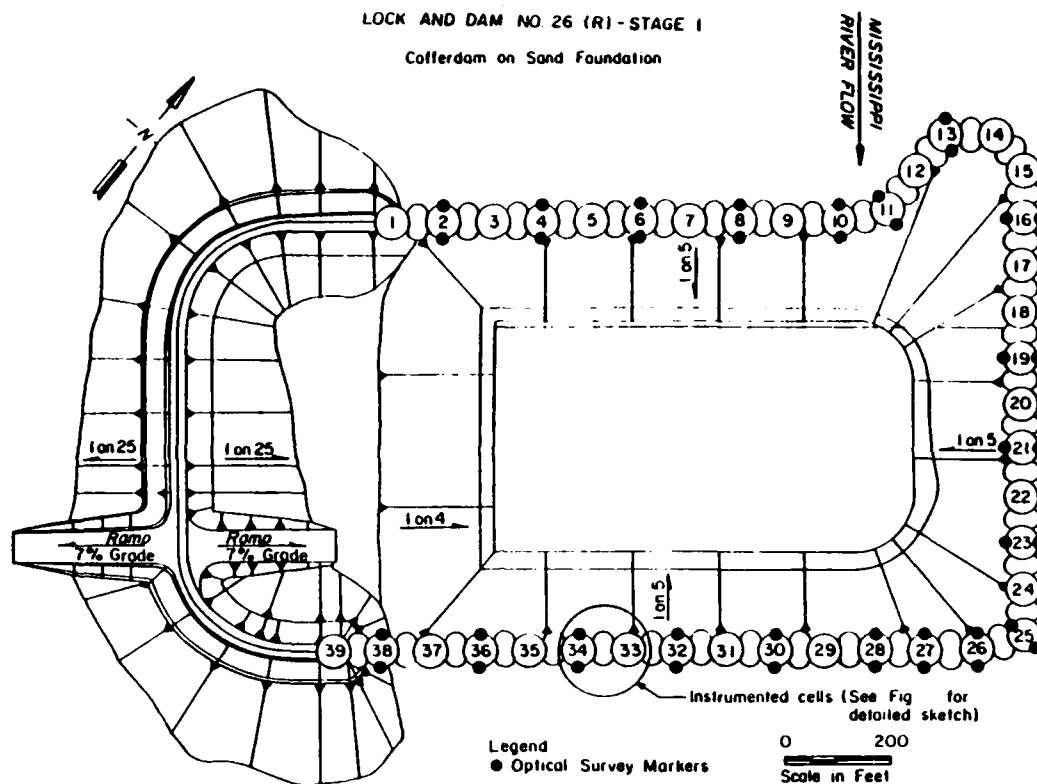 LOCK AND DAM NO. 26 (R) - STAGE 1
Cofferdam on Sand Foundation
MISSISSIPPI
RIVER FLOW
N
13
14
12
15
11
16
1
2
3
4
5
6
7
8
9
10
17
18
19
20
21
22
23
24
25
1 on 5
1 on 25
1 on 25
1 on 5
1 on 4
1 on 5
Ramp
7% Grade
Ramp
7% Grade
39
38
37
36
35
34
33
32
31
30
29
28
27
26
Instrumented cells (See Fig for
detailed sketch)
Legend
● Optical Survey Markers
0 200
Scale in Feet